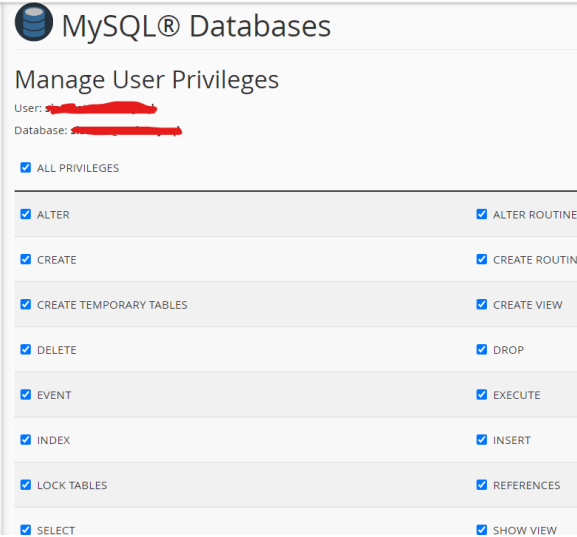 MySQL® Databases
Manage User Privileges
User:
Database:
ALL PRIVILEGES
ALTER
ALTER ROUTINE
CREATE
CREATE ROUTIN
CREATE TEMPORARY TABLES
CREATE VIEW
DELETE
DROP
EVENT
EXECUTE
INDEX
INSERT
LOCK TABLES
REFERENCES
SELECT
SHOW VIEW